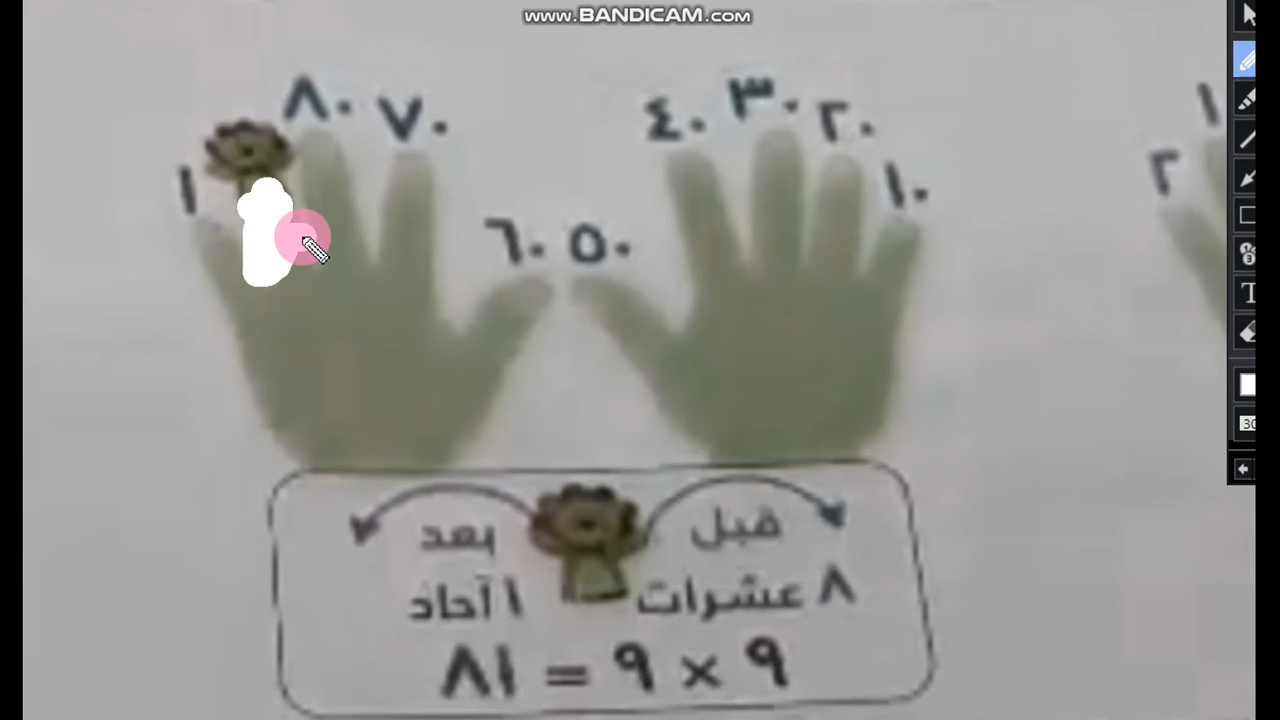 WWW.BANDICAM.COM
١٠ ٢٠ ٣٠ ٤٠ ٥٠ ٦٠ ٧٠ ٨٠ ١
١ ٢
قبل بعد
٨ عشرات ١ آحاد
٩ × ٩ = ٨١